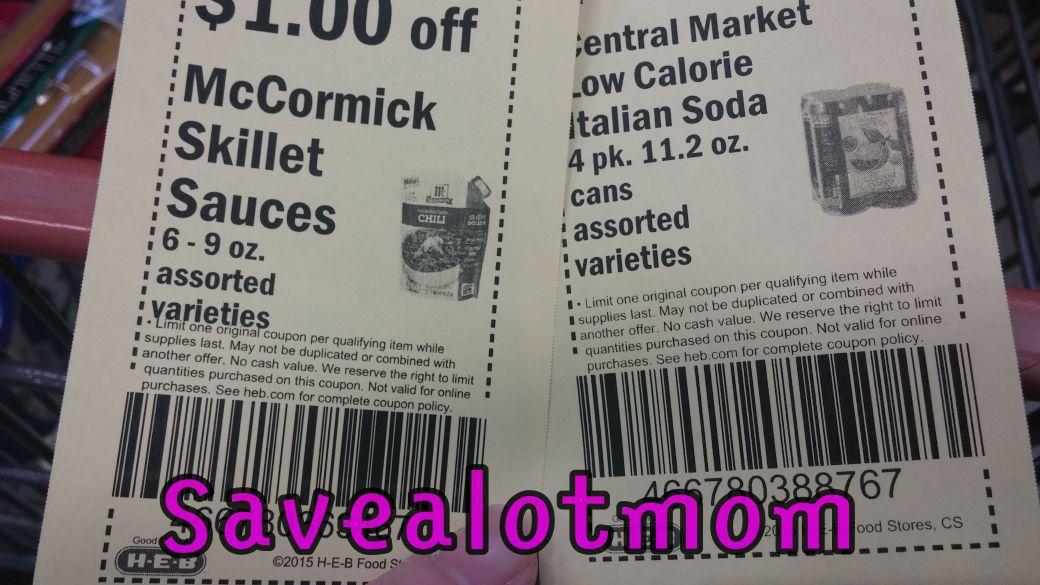 $1.00 off
McCormick
Skillet
Sauces
6 - 9 oz.
assorted
varieties
• Limit one original coupon per qualifying item while
supplies last. May not be duplicated or combined with
another offer. No cash value. We reserve the right to limit
quantities purchased on this coupon. Not valid for online
purchases. See heb.com for complete coupon policy.
CHILI
Good
H-E-B
©2015 H-E-B Food
Central Market
Low Calorie
Italian Soda
4 pk. 11.2 oz.
cans
assorted
varieties
• Limit one original coupon per qualifying item while
supplies last. May not be duplicated or combined with
another offer. No cash value. We reserve the right to limit
quantities purchased on this coupon. Not valid for online
purchases. See heb.com for complete coupon policy.
466780388767
Food Stores, CS
Savealotmom